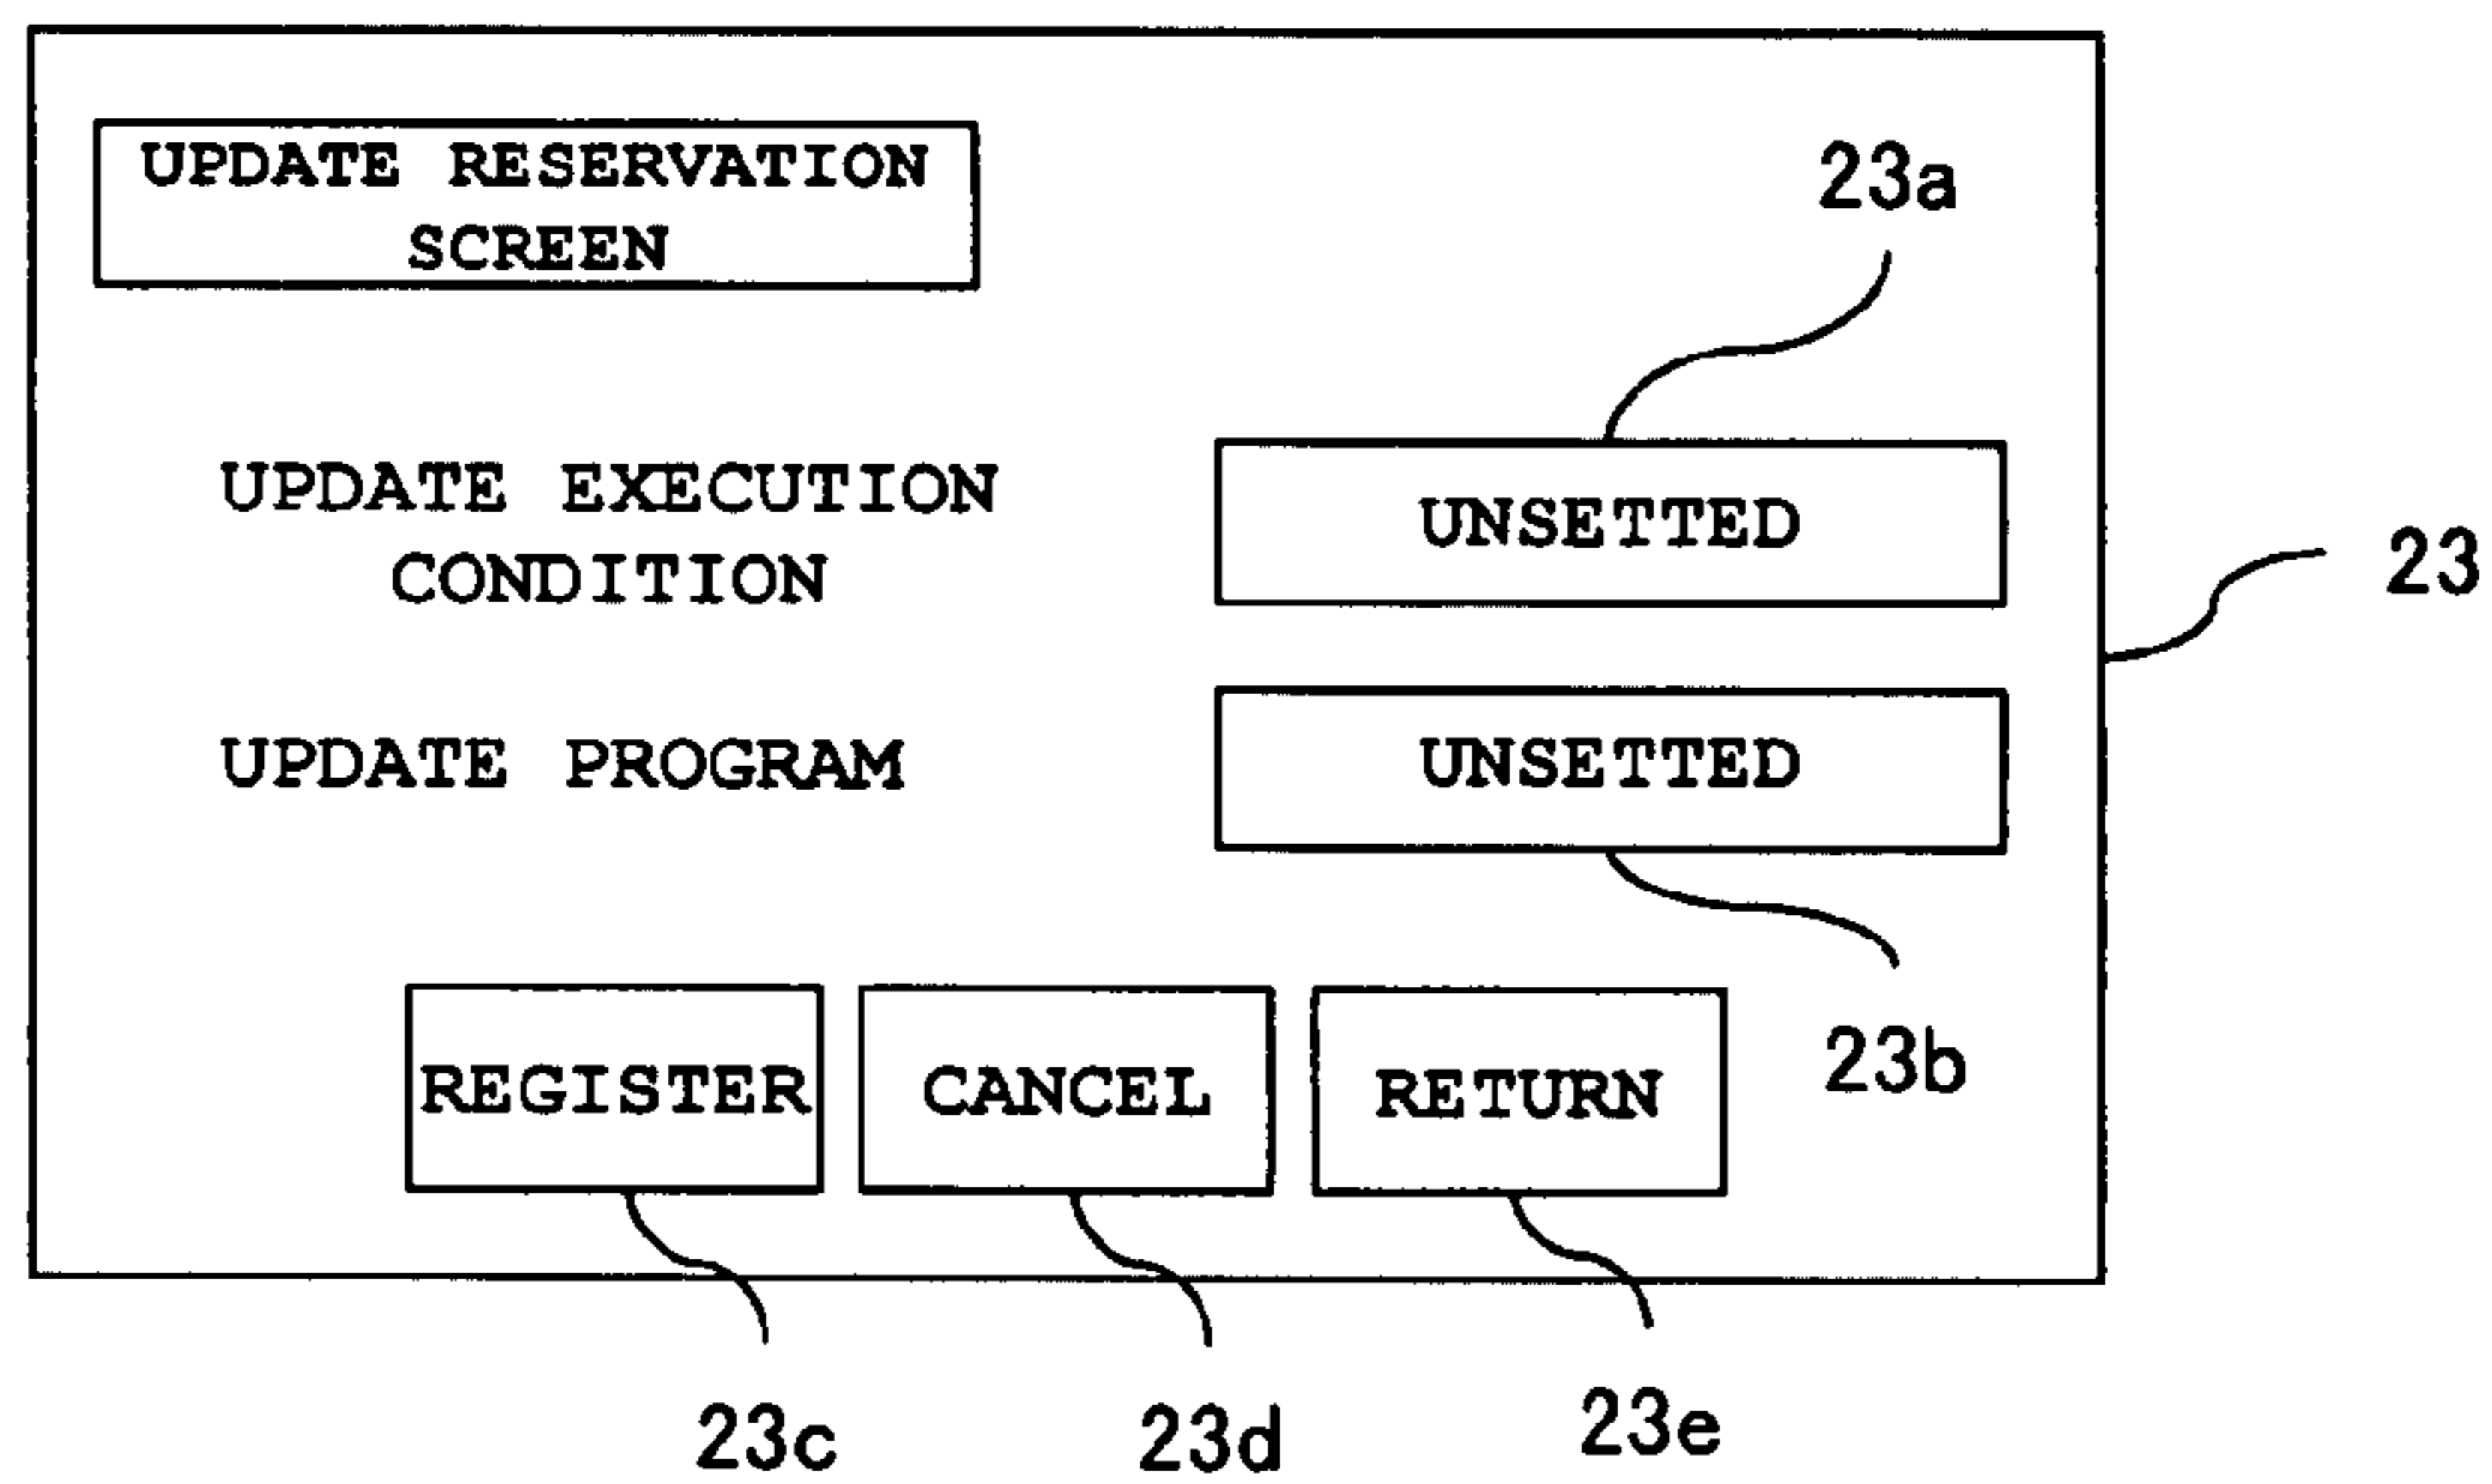 UPDATE RESERVATION
SCREEN
23a
UPDATE EXECUTION
CONDITION
UNSETTED
23
UPDATE PROGRAM
UNSETTED
23b
REGISTER
CANCEL
RETURN
23c
23d
23e